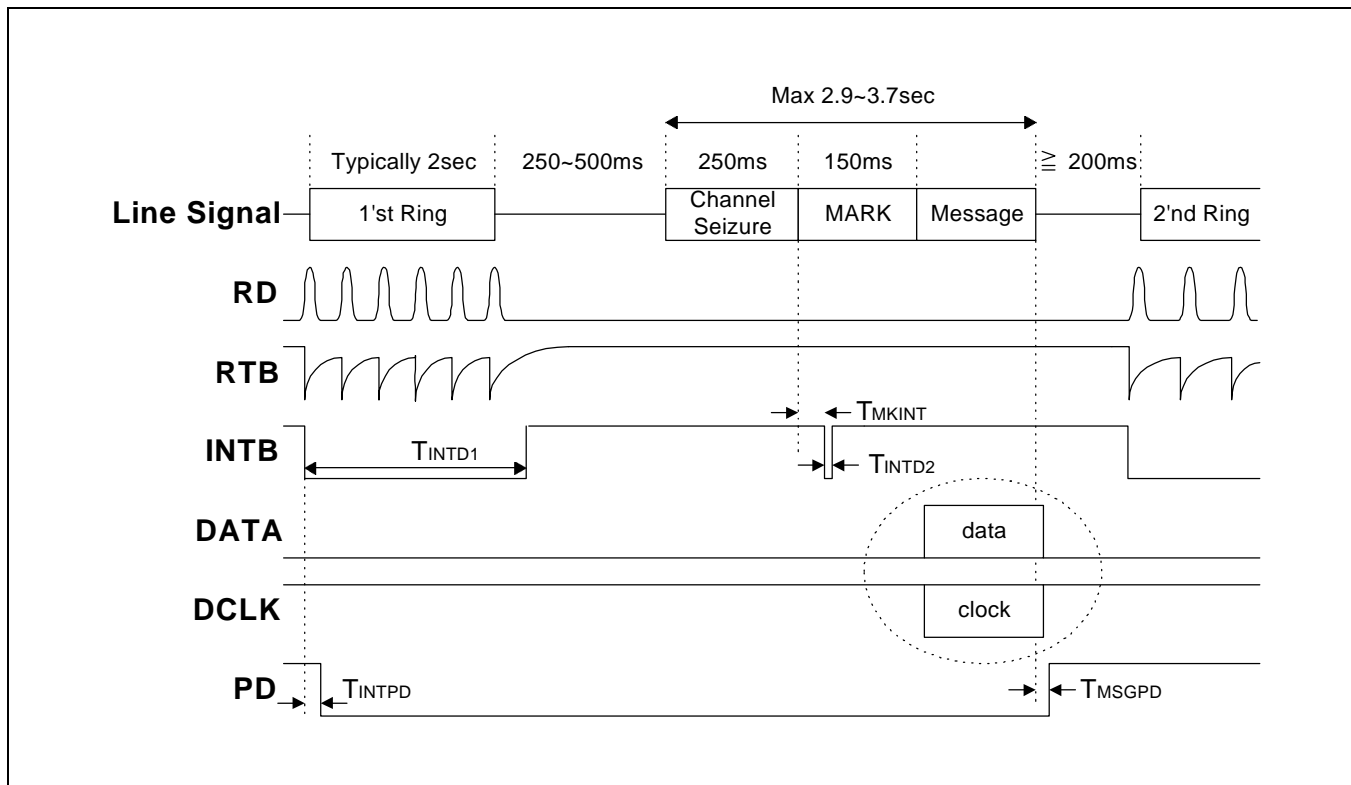 Max 2.9~3.7sec
Typically 2sec 250~500ms 250ms 150ms ≧ 200ms
Line Signal 1'st Ring Channel Seizure MARK Message 2'nd Ring
RD
RTB
TMKINT
INTB TINTD1 TINTD2
DATA data
DCLK clock
PD TINTPD TMSGPD